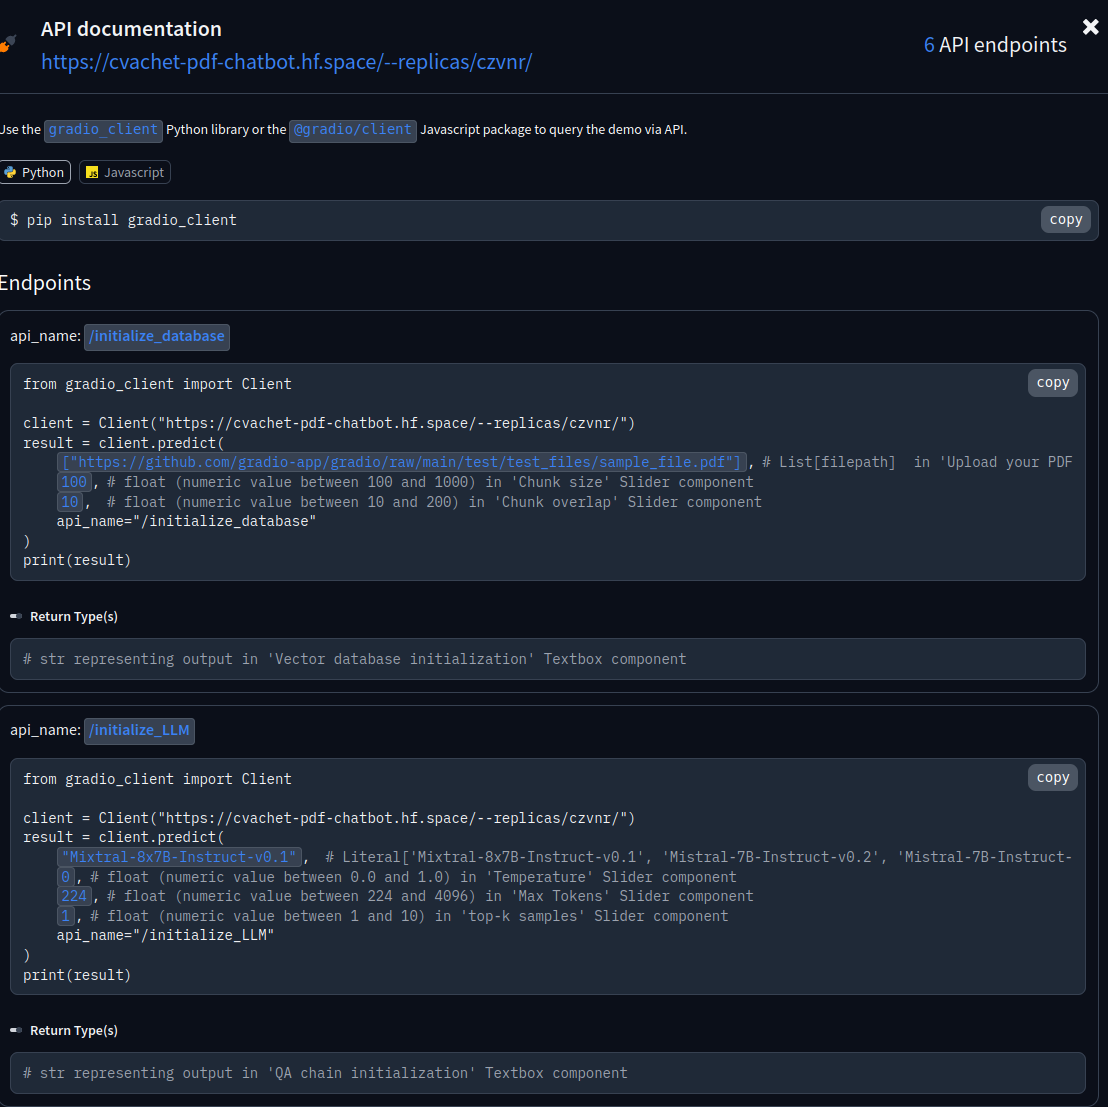 API documentation
https://cvachet-pdf-chatbot.hf.space/--replicas/czvnr/
6 API endpoints
Use the gradio_client Python library or the @gradio/client Javascript package to query the demo via API.
Python JS Javascript
$ pip install gradio_client
copy
Endpoints
api_name: /initialize_database
copy
from gradio_client import Client
client = Client("https://cvachet-pdf-chatbot.hf.space/--replicas/czvnr/")
result = client.predict(
["https://github.com/gradio-app/gradio/raw/main/test/test_files/sample_file.pdf"], # List[filepath]  in 'Upload your PDF
100, # float (numeric value between 100 and 1000) in 'Chunk size' Slider component
10, # float (numeric value between 10 and 200) in 'Chunk overlap' Slider component
api_name="/initialize_database"
)
print(result)
Return Type(s)
# str representing output in 'Vector database initialization' Textbox component
api_name: /initialize_LLM
copy
from gradio_client import Client
client = Client("https://cvachet-pdf-chatbot.hf.space/--replicas/czvnr/")
result = client.predict(
"Mixtral-8x7B-Instruct-v0.1", # Literal['Mixtral-8x7B-Instruct-v0.1', 'Mistral-7B-Instruct-v0.2', 'Mistral-7B-Instruct-
0, # float (numeric value between 0.0 and 1.0) in 'Temperature' Slider component
224, # float (numeric value between 224 and 4096) in 'Max Tokens' Slider component
1, # float (numeric value between 1 and 10) in 'top-k samples' Slider component
api_name="/initialize_LLM"
)
print(result)
Return Type(s)
# str representing output in 'QA chain initialization' Textbox component